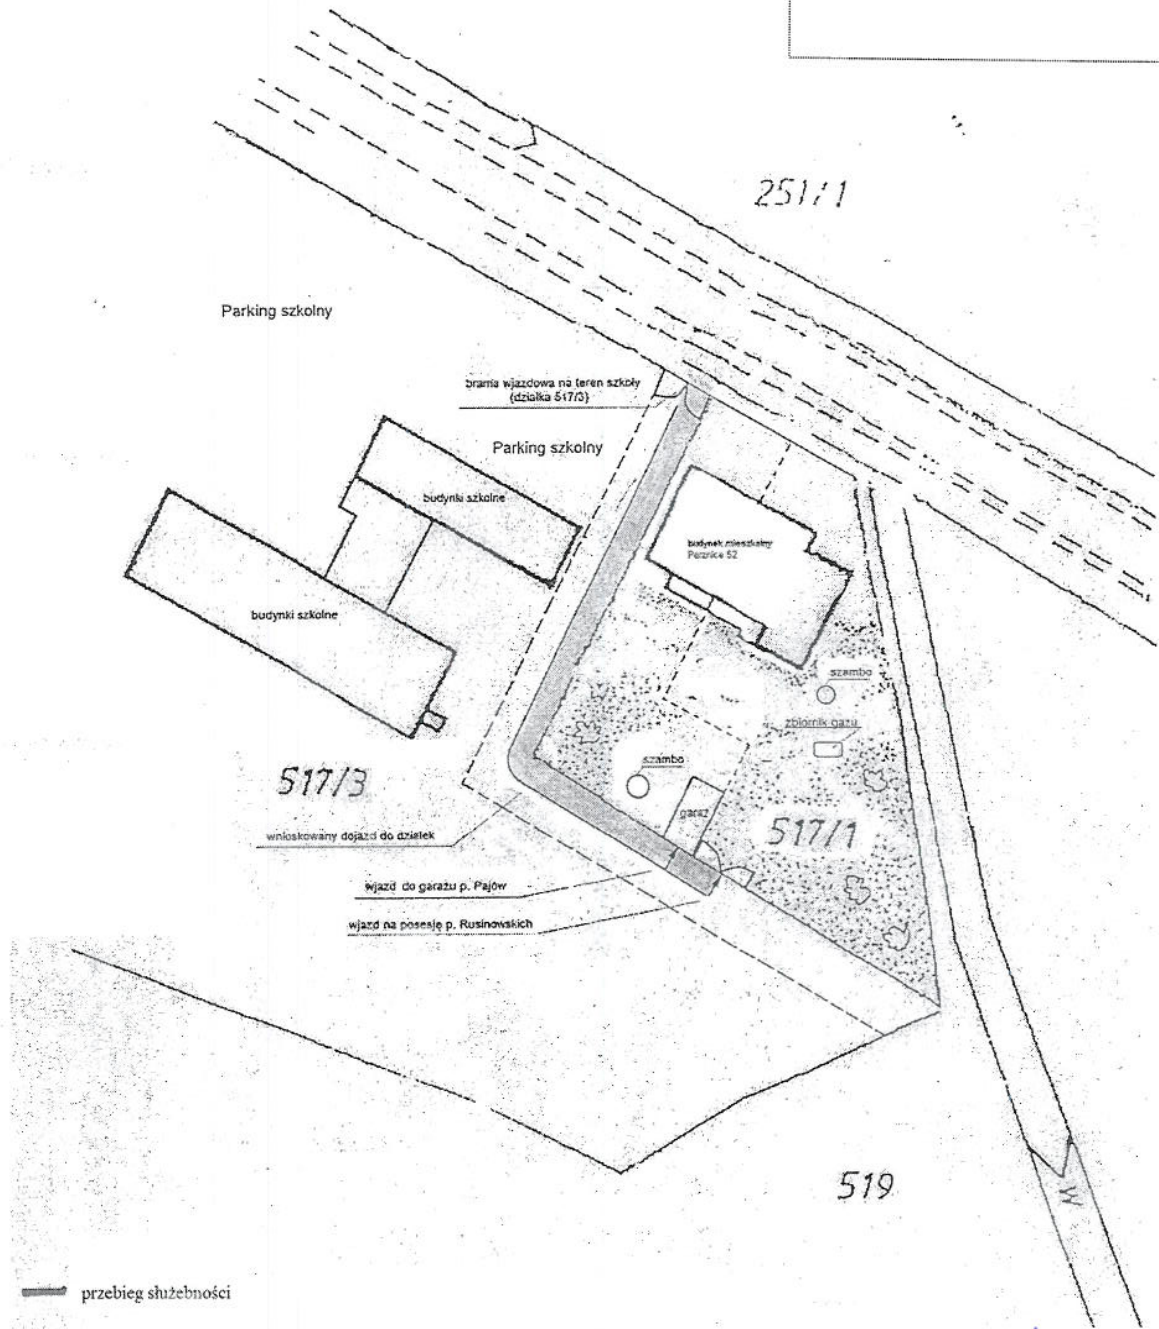 251/1
Parking szkolny
brama wjazdowa na teren szkoły
(działka 517/3)
Parking szkolny
budynki szkolne
budynek mieszkalny
Perznice 52
budynki szkolne
szambo
zbiornik gazu
szambo
517/3
garaż
517/1
wnioskowany dojazd do działek
wjazd do garażu p. Pajów
wjazd na posesję p. Rusinowskich
519
W
przebieg służebności